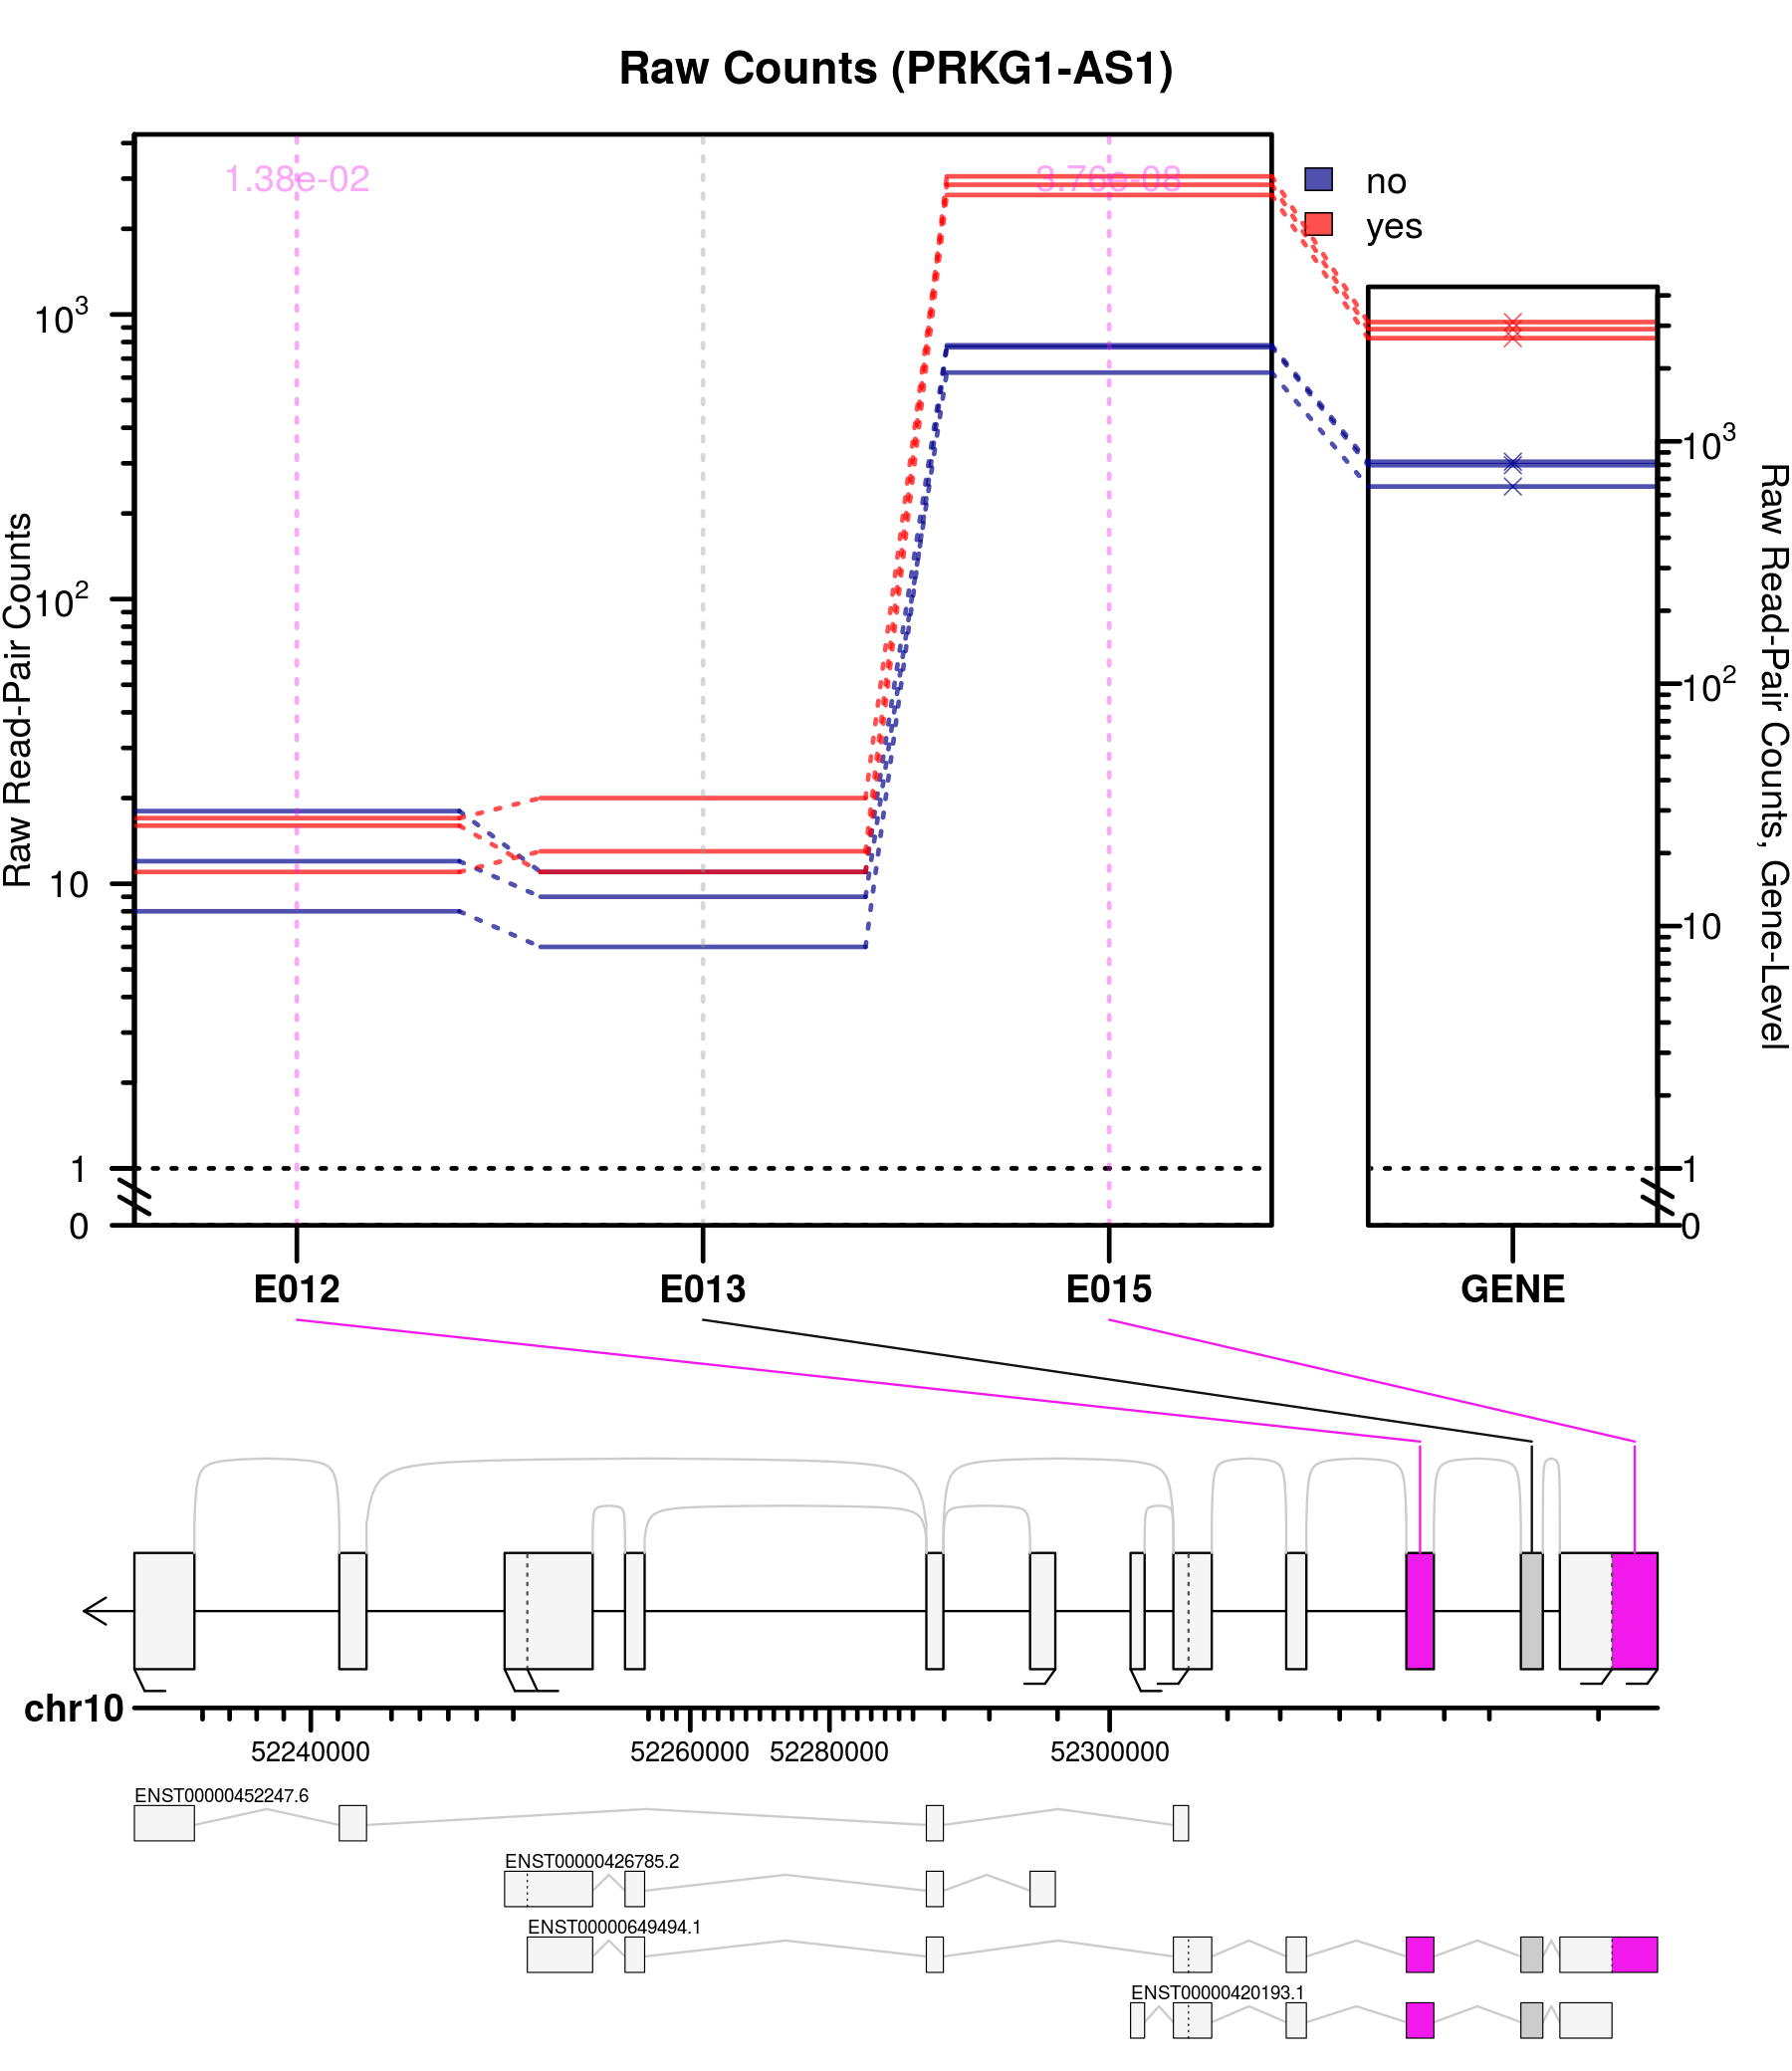 Raw Counts (PRKG1-AS1)
1.38e-02
3.76e-08
no
yes
Raw Read-Pair Counts
10³
10²
10
1
0
10³
10²
10
1
0
Raw Read-Pair Counts, Gene-Level
E012 E013 E015 GENE
chr10
52240000 52260000 52280000 52300000
ENST00000452247.6
ENST00000426785.2
ENST00000649494.1
ENST00000420193.1